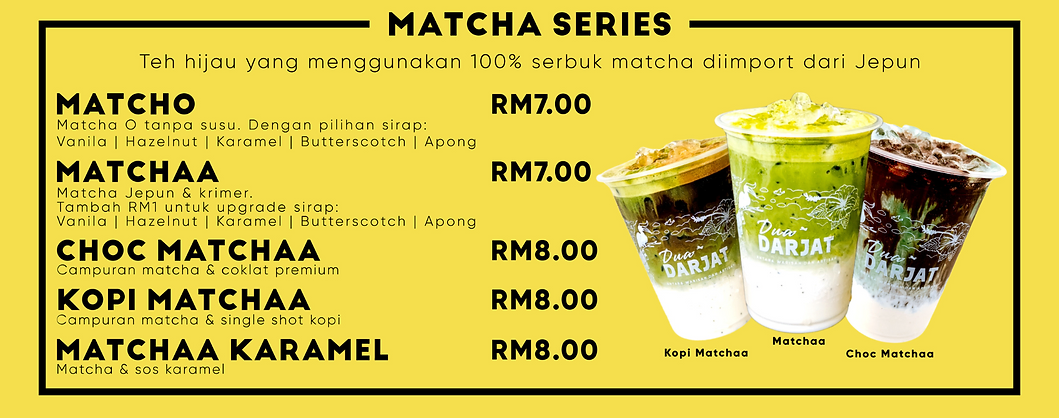 MATCHA SERIES
Teh hijau yang menggunakan 100% serbuk matcha diimport dari Jepun
MATCHO RM7.00
Matcha O tanpa susu. Dengan pilihan sirap:
Vanila | Hazelnut | Karamel | Butterscotch | Apong
MATCHAA RM7.00
Matcha Jepun & krimer.
Tambah RM1 untuk upgrade sirap:
Vanila | Hazelnut | Karamel | Butterscotch | Apong
CHOC MATCHAA RM8.00
Campuran matcha & coklat premium
KOPI MATCHAA RM8.00
Campuran matcha & single shot kopi
MATCHAA KARAMEL RM8.00
Matcha & sos karamel
Dua~
DARJAT
Dua~
DARJAT
Dua~
DARJAT
Kopi Matchaa
Matchaa
Choc Matchaa